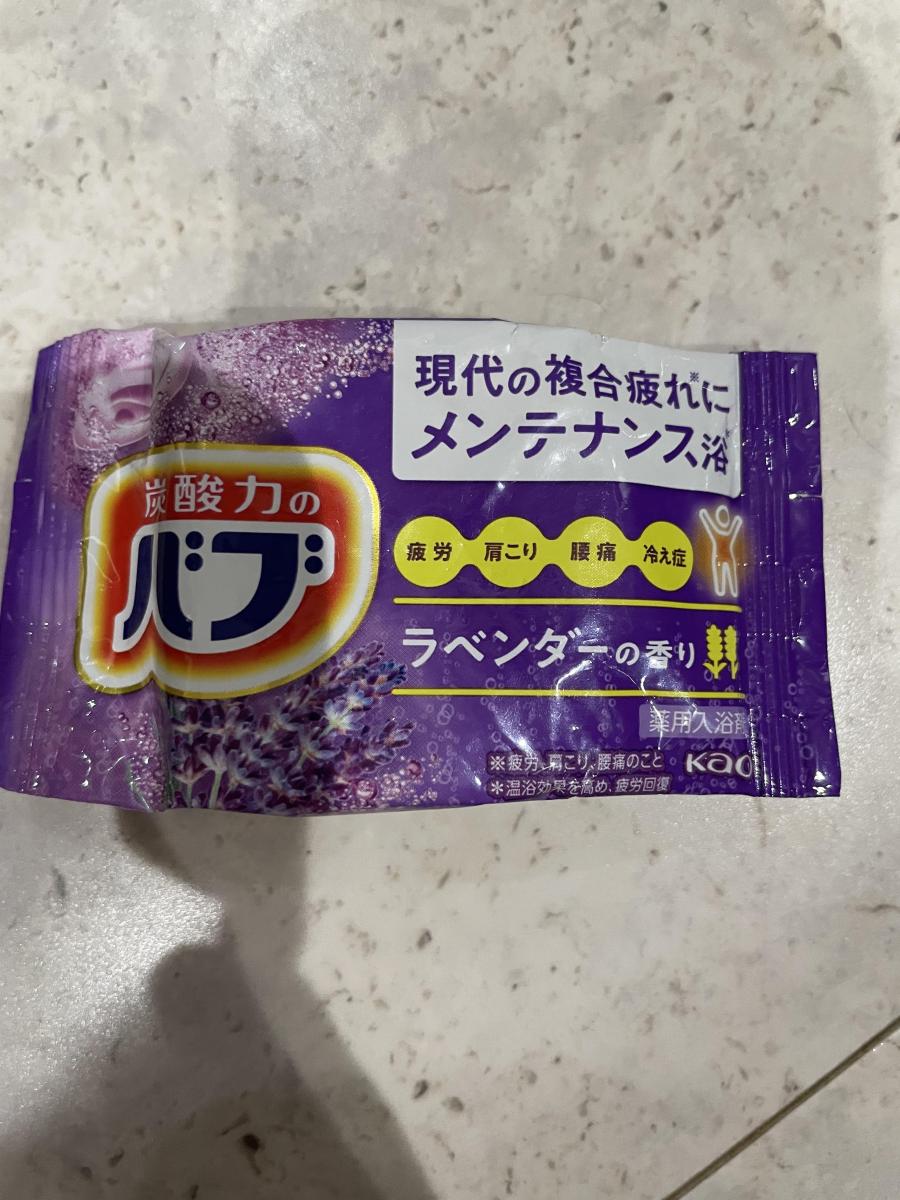 現代の複合疲れ※に
メンテナンス浴*
炭酸力の
バブ
疲労 肩こり 腰痛 冷え症
ラベンダーの香り
薬用入浴剤
※疲労、肩こり、腰痛のこと
*温浴効果を高め、疲労回復
Kao